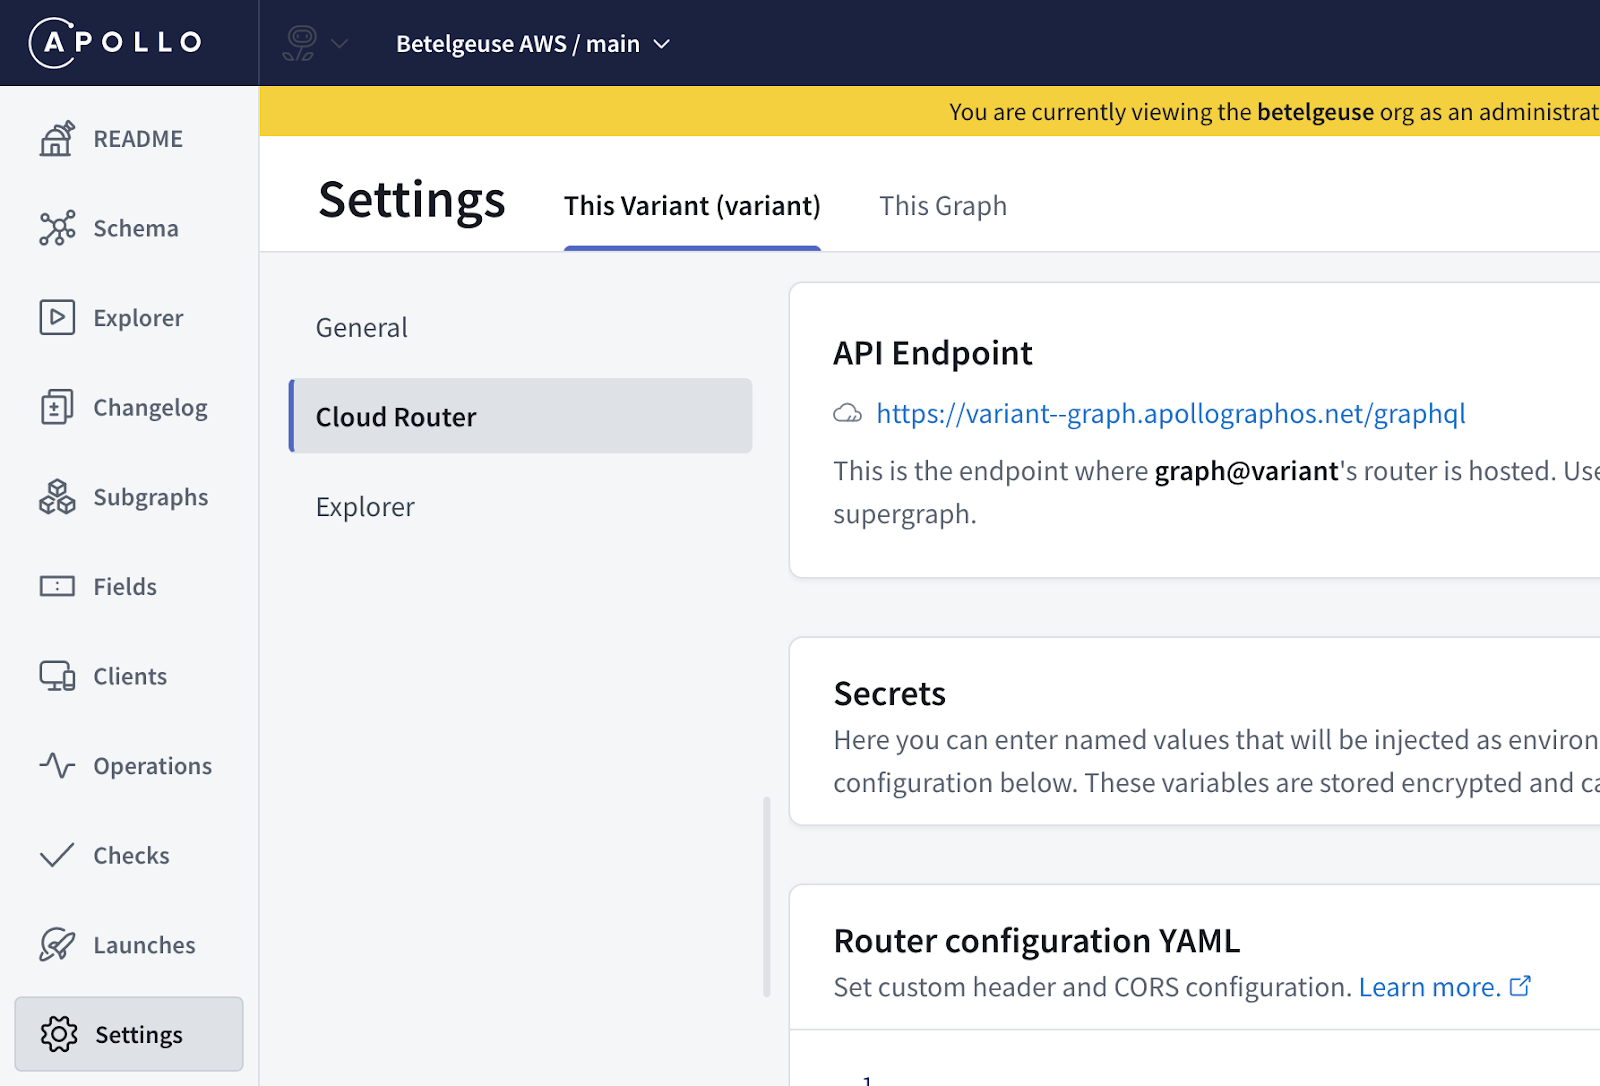 APOLLO
Betelgeuse AWS / main
You are currently viewing the betelgeuse org as an administrat
README
Schema
Explorer
Changelog
Subgraphs
Fields
Clients
Operations
Checks
Launches
Settings
Settings
This Variant (variant)
This Graph
General
Cloud Router
Explorer
API Endpoint
https://variant--graph.apollographos.net/graphql
This is the endpoint where graph@variant's router is hosted. Use
supergraph.
Secrets
Here you can enter named values that will be injected as environ
configuration below. These variables are stored encrypted and ca
Router configuration YAML
Set custom header and CORS configuration. Learn more.
1